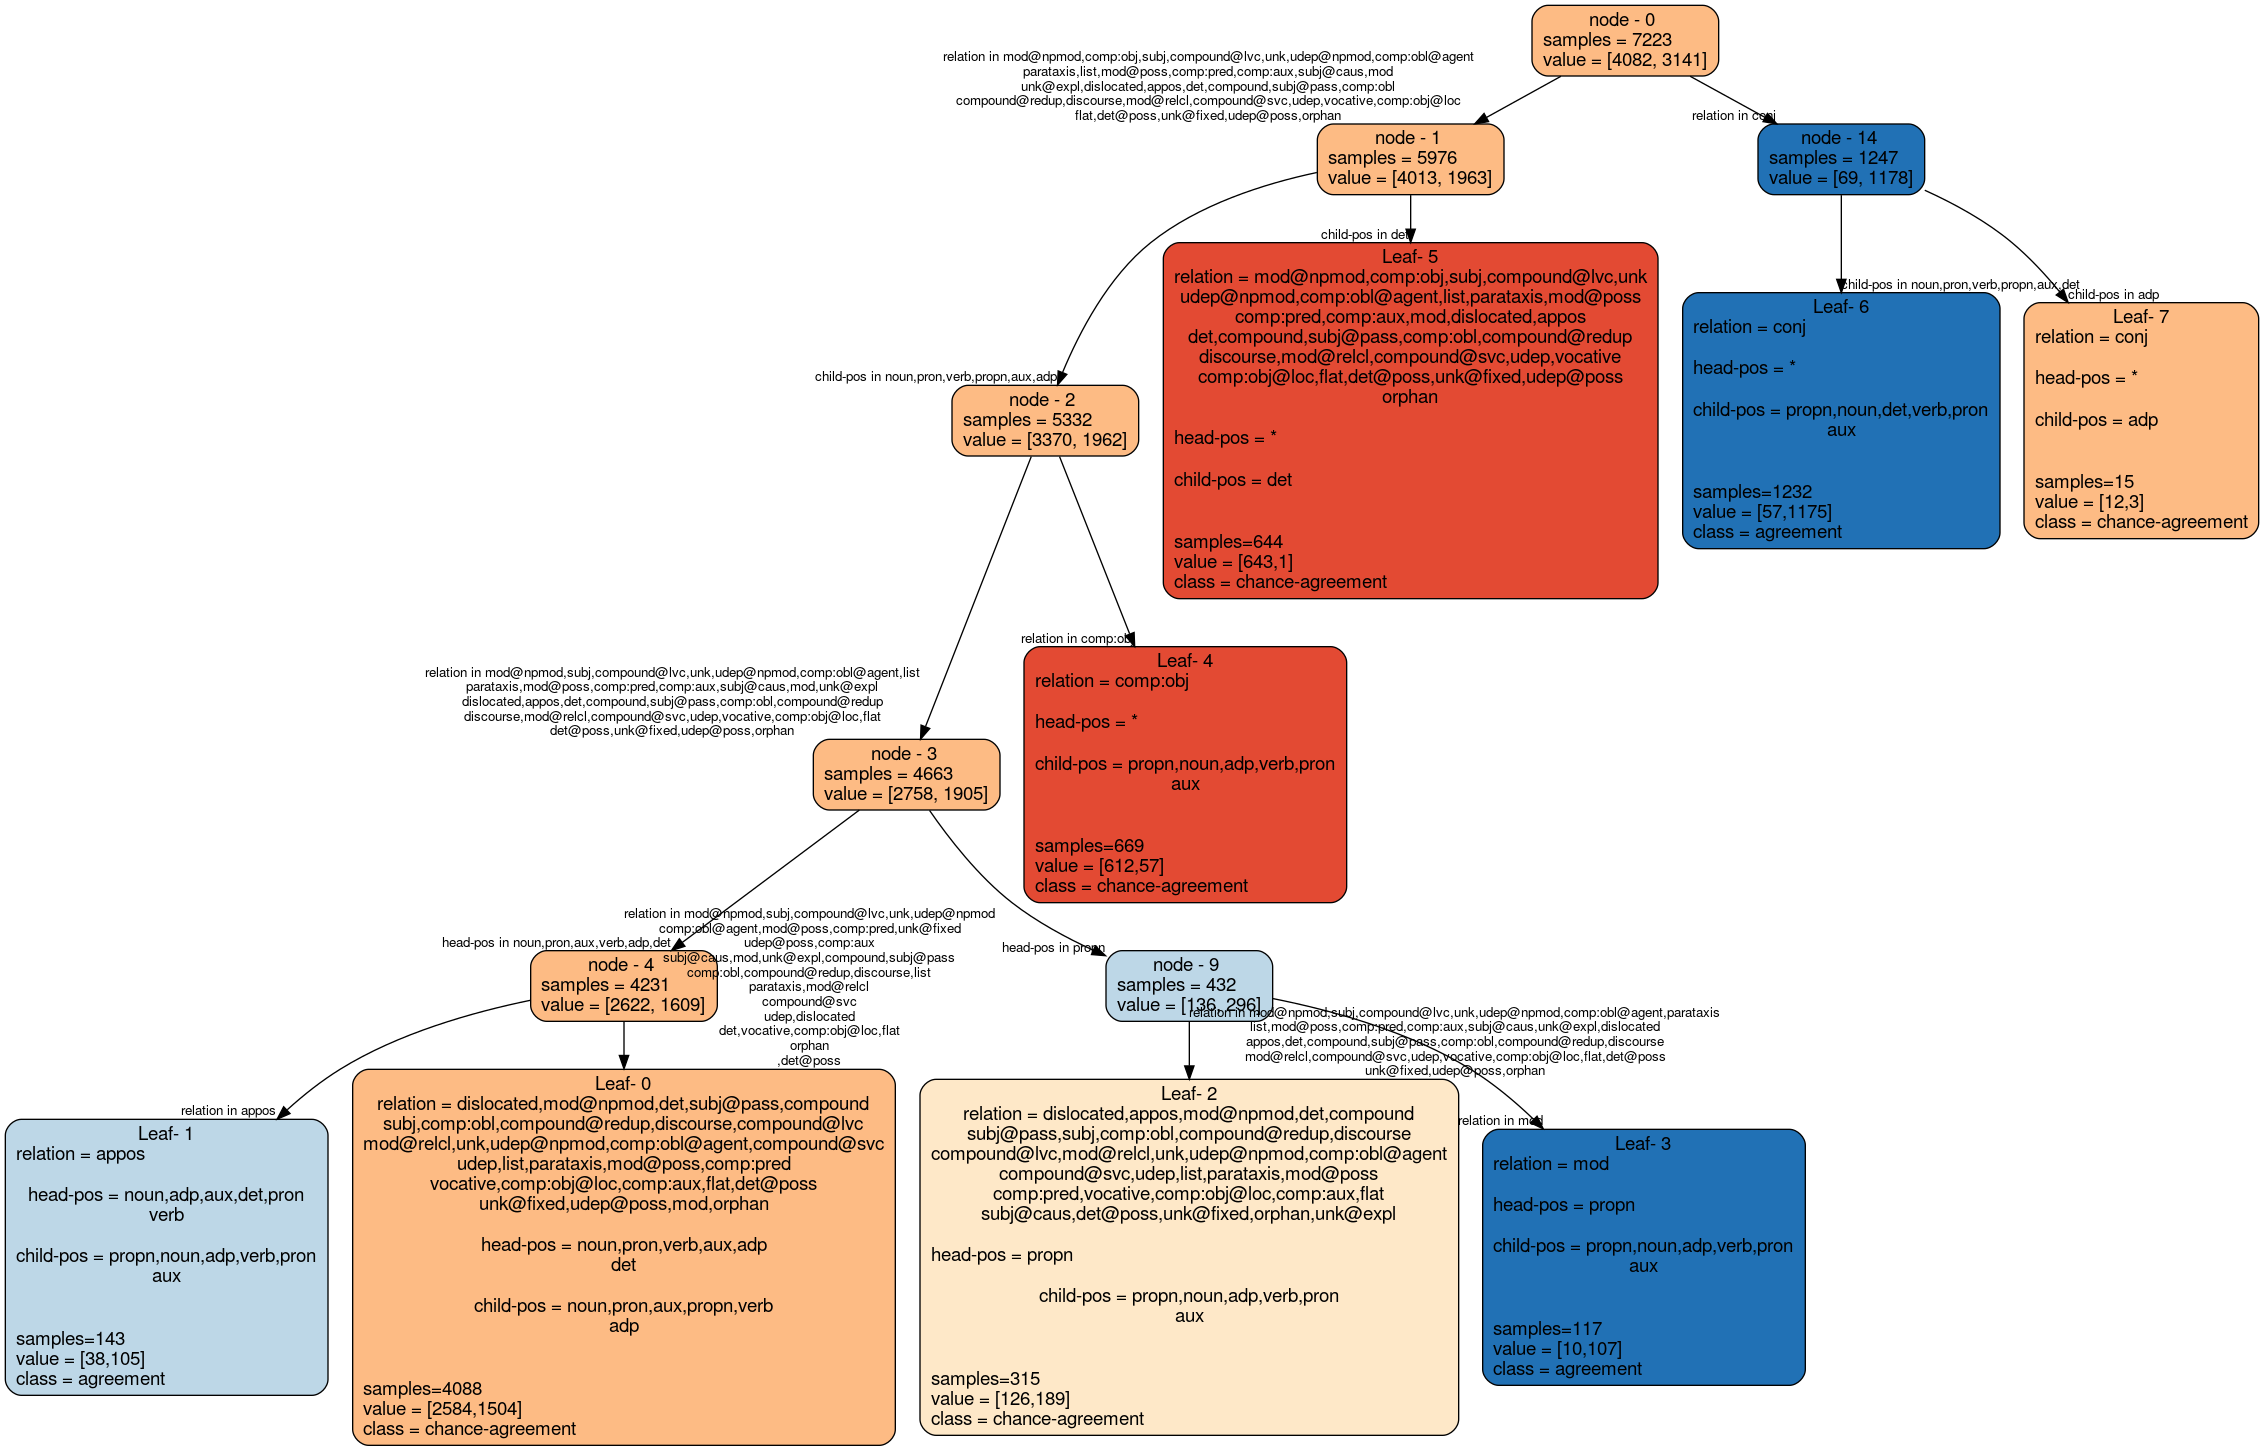 node - 0
samples = 7223
value = [4082, 3141]
relation in mod@npmod,comp:obj,subj,compound@lvc,unk,udep@npmod,comp:obl@agent
parataxis,list,mod@poss,comp:pred,comp:aux,subj@caus,mod
unk@expl,dislocated,appos,det,compound,subj@pass,comp:obl
compound@redup,discourse,mod@relcl,compound@svc,udep,vocative,comp:obj@loc
flat,det@poss,unk@fixed,udep@poss,orphan
relation in conj
node - 1
samples = 5976
value = [4013, 1963]
node - 14
samples = 1247
value = [69, 1178]
child-pos in det
Leaf- 5
relation = mod@npmod,comp:obj,subj,compound@lvc,unk
udep@npmod,comp:obl@agent,list,parataxis,mod@poss
comp:pred,comp:aux,mod,dislocated,appos
det,compound,subj@pass,comp:obl,compound@redup
discourse,mod@relcl,compound@svc,udep,vocative
comp:obj@loc,flat,det@poss,unk@fixed,udep@poss
orphan
head-pos = *
child-pos = det
samples=644
value = [643,1]
class = chance-agreement
child-pos in noun,pron,verb,propn,aux,det
Leaf- 6
relation = conj
head-pos = *
child-pos = propn,noun,det,verb,pron
aux
samples=1232
value = [57,1175]
class = agreement
child-pos in adp
Leaf- 7
relation = conj
head-pos = *
child-pos = adp
samples=15
value = [12,3]
class = chance-agreement
child-pos in noun,pron,verb,propn,aux,adp
node - 2
samples = 5332
value = [3370, 1962]
relation in comp:obj
Leaf- 4
relation = comp:obj
head-pos = *
child-pos = propn,noun,adp,verb,pron
aux
samples=669
value = [612,57]
class = chance-agreement
relation in mod@npmod,subj,compound@lvc,unk,udep@npmod,comp:obl@agent,list
parataxis,mod@poss,comp:pred,comp:aux,subj@caus,mod,unk@expl
dislocated,appos,det,compound,subj@pass,comp:obl,compound@redup
discourse,mod@relcl,compound@svc,udep,vocative,comp:obj@loc,flat
det@poss,unk@fixed,udep@poss,orphan
node - 3
samples = 4663
value = [2758, 1905]
head-pos in noun,pron,aux,verb,adp,det
node - 4
samples = 4231
value = [2622, 1609]
relation in mod@npmod,subj,compound@lvc,unk,udep@npmod
comp:obl@agent,mod@poss,comp:pred,unk@fixed
udep@poss,comp:aux
subj@caus,mod,unk@expl,compound,subj@pass
comp:obl,compound@redup,discourse,list
parataxis,mod@relcl
compound@svc
udep,dislocated
det,vocative,comp:obj@loc,flat
orphan
,det@poss
head-pos in propn
node - 9
samples = 432
value = [136, 296]
relation in mod@npmod,subj,compound@lvc,unk,udep@npmod,comp:obl@agent,parataxis
list,mod@poss,comp:pred,comp:aux,subj@caus,unk@expl,dislocated
appos,det,compound,subj@pass,comp:obl,compound@redup,discourse
mod@relcl,compound@svc,udep,vocative,comp:obj@loc,flat,det@poss
unk@fixed,udep@poss,orphan
relation in appos
Leaf- 1
relation = appos
head-pos = noun,adp,aux,det,pron
verb
child-pos = propn,noun,adp,verb,pron
aux
samples=143
value = [38,105]
class = agreement
Leaf- 0
relation = dislocated,mod@npmod,det,subj@pass,compound
subj,comp:obl,compound@redup,discourse,compound@lvc
mod@relcl,unk,udep@npmod,comp:obl@agent,compound@svc
udep,list,parataxis,mod@poss,comp:pred
vocative,comp:obj@loc,comp:aux,flat,det@poss
unk@fixed,udep@poss,mod,orphan
head-pos = noun,pron,verb,aux,adp
det
child-pos = noun,pron,aux,propn,verb
adp
samples=4088
value = [2584,1504]
class = chance-agreement
Leaf- 2
relation = dislocated,appos,mod@npmod,det,compound
subj@pass,subj,comp:obl,compound@redup,discourse
compound@lvc,mod@relcl,unk,udep@npmod,comp:obl@agent
compound@svc,udep,list,parataxis,mod@poss
comp:pred,vocative,comp:obj@loc,comp:aux,flat
subj@caus,det@poss,unk@fixed,orphan,unk@expl
head-pos = propn
child-pos = propn,noun,adp,verb,pron
aux
samples=315
value = [126,189]
class = chance-agreement
relation in mod
Leaf- 3
relation = mod
head-pos = propn
child-pos = propn,noun,adp,verb,pron
aux
samples=117
value = [10,107]
class = agreement